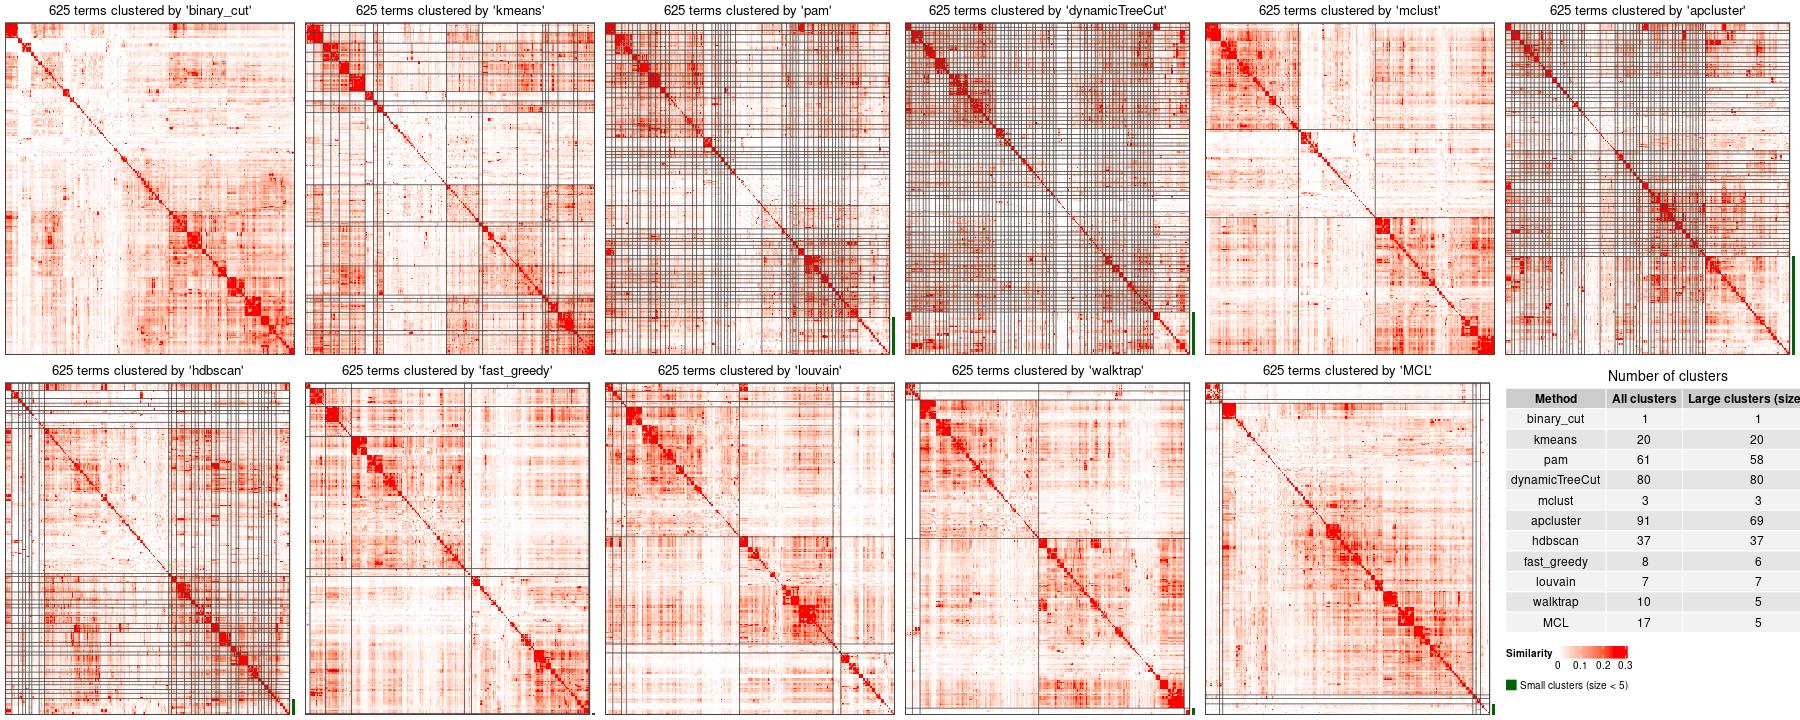 625 terms clustered by 'binary_cut'
625 terms clustered by 'kmeans'
625 terms clustered by 'pam'
625 terms clustered by 'dynamicTreeCut'
625 terms clustered by 'mclust'
625 terms clustered by 'apcluster'
625 terms clustered by 'hdbscan'
625 terms clustered by 'fast_greedy'
625 terms clustered by 'louvain'
625 terms clustered by 'walktrap'
625 terms clustered by 'MCL'
Number of clusters
Method All clusters Large clusters (size
binary_cut 1 1
kmeans 20 20
pam 61 58
dynamicTreeCut 80 80
mclust 3 3
apcluster 91 69
hdbscan 37 37
fast_greedy 8 6
louvain 7 7
walktrap 10 5
MCL 17 5
Similarity
0 0.1 0.2 0.3
Small clusters (size < 5)